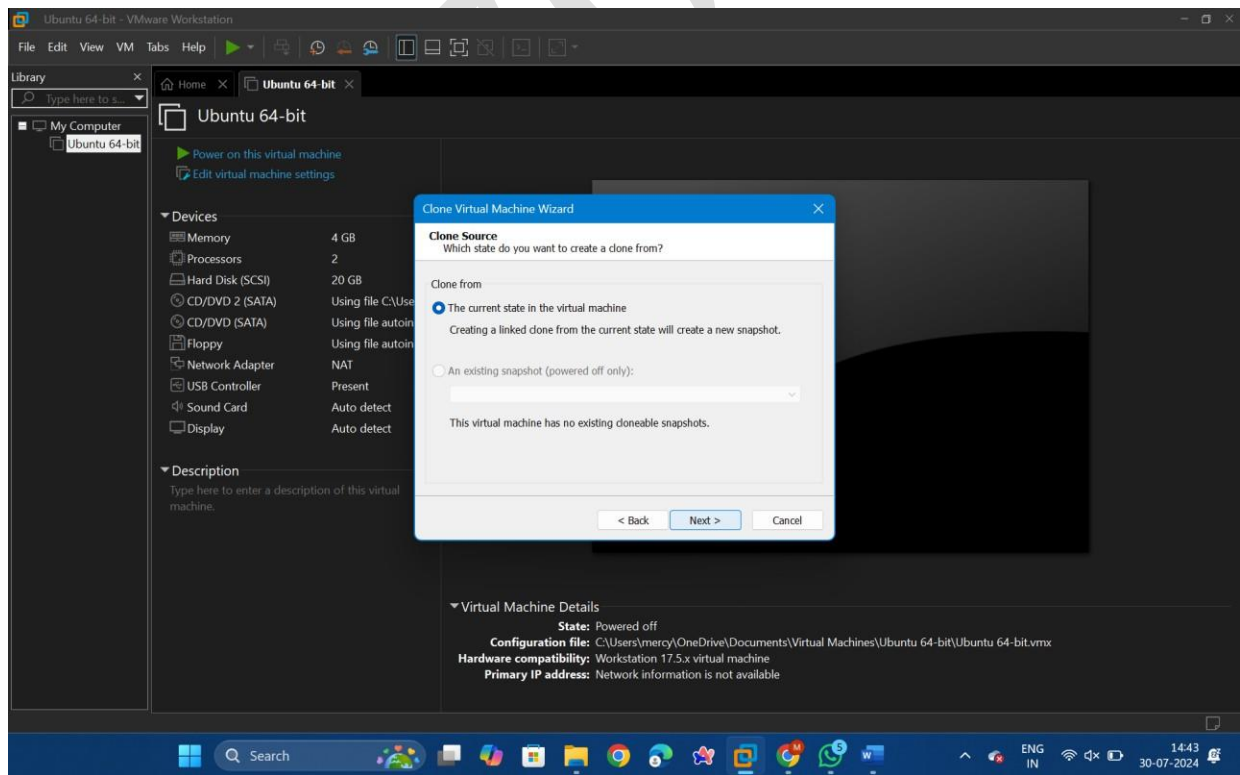 Ubuntu 64-bit - VMware Workstation
File Edit View VM Tabs Help
Library
Type here to s...
My Computer
Ubuntu 64-bit
Home
Ubuntu 64-bit
Ubuntu 64-bit
Power on this virtual machine
Edit virtual machine settings
Devices
Memory 4 GB
Processors 2
Hard Disk (SCSI) 20 GB
CD/DVD 2 (SATA) Using file C:\Use
CD/DVD (SATA) Using file autoin
Floppy Using file autoin
Network Adapter NAT
USB Controller Present
Sound Card Auto detect
Display Auto detect
Description
Type here to enter a description of this virtual
machine.
Clone Virtual Machine Wizard
Clone Source
Which state do you want to create a clone from?
Clone from
The current state in the virtual machine
Creating a linked clone from the current state will create a new snapshot.
An existing snapshot (powered off only):
This virtual machine has no existing cloneable snapshots.
< Back Next > Cancel
Virtual Machine Details
State: Powered off
Configuration file: C:\Users\mercy\OneDrive\Documents\Virtual Machines\Ubuntu 64-bit\Ubuntu 64-bit.vmx
Hardware compatibility: Workstation 17.5.x virtual machine
Primary IP address: Network information is not available
Search
ENG
IN
14:43
30-07-2024